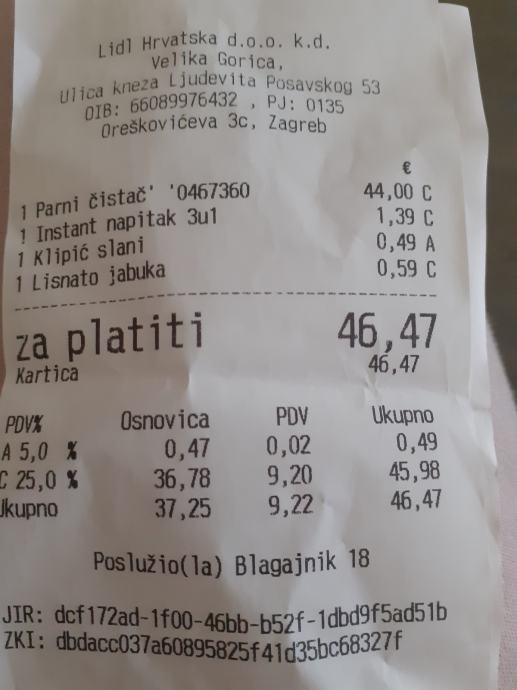 Lidl Hrvatska d.o.o. k.d.
Velika Gorica,
Ulica kneza Ljudevita Posavskog 53
OIB: 66089976432 , PJ: 0135
Oreškovićeva 3c, Zagreb
€
1 Parni čistač' '0467360 44,00 C
1 Instant napitak 3u1 1,39 C
1 Klipić slani 0,49 A
1 Lisnato jabuka 0,59 C
za platiti 46,47
Kartica 46,47
PDV% Osnovica PDV Ukupno
A 5,0 % 0,47 0,02 0,49
C 25,0 % 36,78 9,20 45,98
Ukupno 37,25 9,22 46,47
Poslužio(la) Blagajnik 18
JIR: dcf172ad-1f00-46bb-b52f-1dbd9f5ad51b
ZKI: dbdacc037a60895825f41d35bc68327f